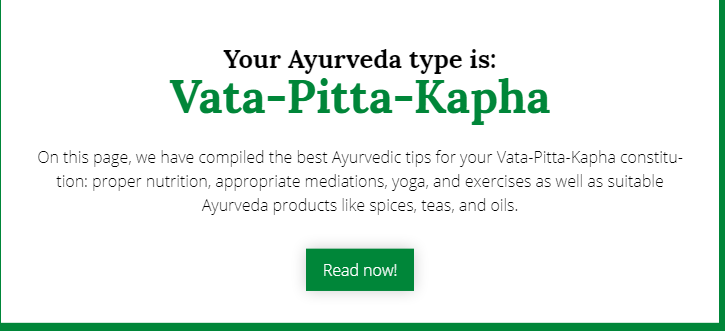 Your Ayurveda type is:
Vata-Pitta-Kapha
On this page, we have compiled the best Ayurvedic tips for your Vata-Pitta-Kapha constitu-
tion: proper nutrition, appropriate mediations, yoga, and exercises as well as suitable
Ayurveda products like spices, teas, and oils.
Read now!